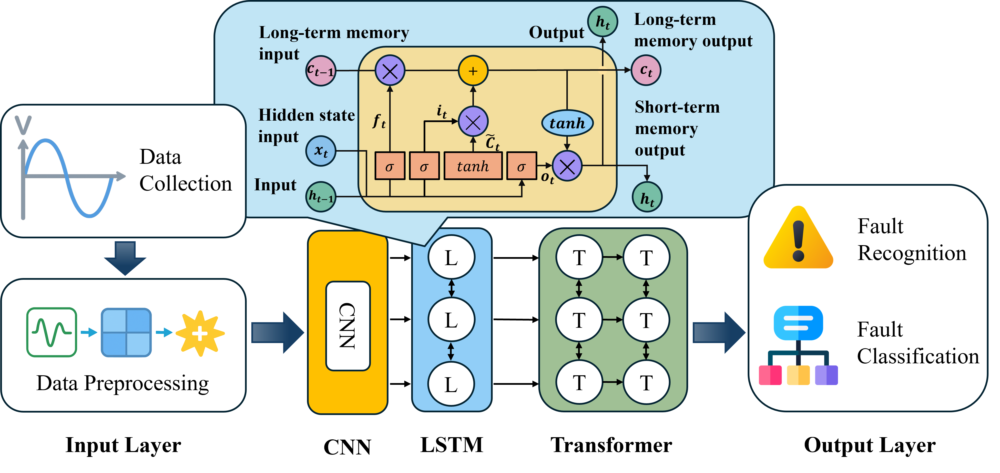 Long-term memory
input
Output
h_t
Long-term
memory output
c_{t-1}
×
+
c_t
Hidden state
input
x_t
f_t
i_t
×
C̃_t
tanh
Short-term
memory
output
σ
σ
tanh
σ
o_t
×
Input
h_{t-1}
h_t
V
Data
Collection
Data Preprocessing
CNN
L
L
L
T
T
T
T
T
T
Fault
Recognition
Fault
Classification
Input Layer
CNN
LSTM
Transformer
Output Layer